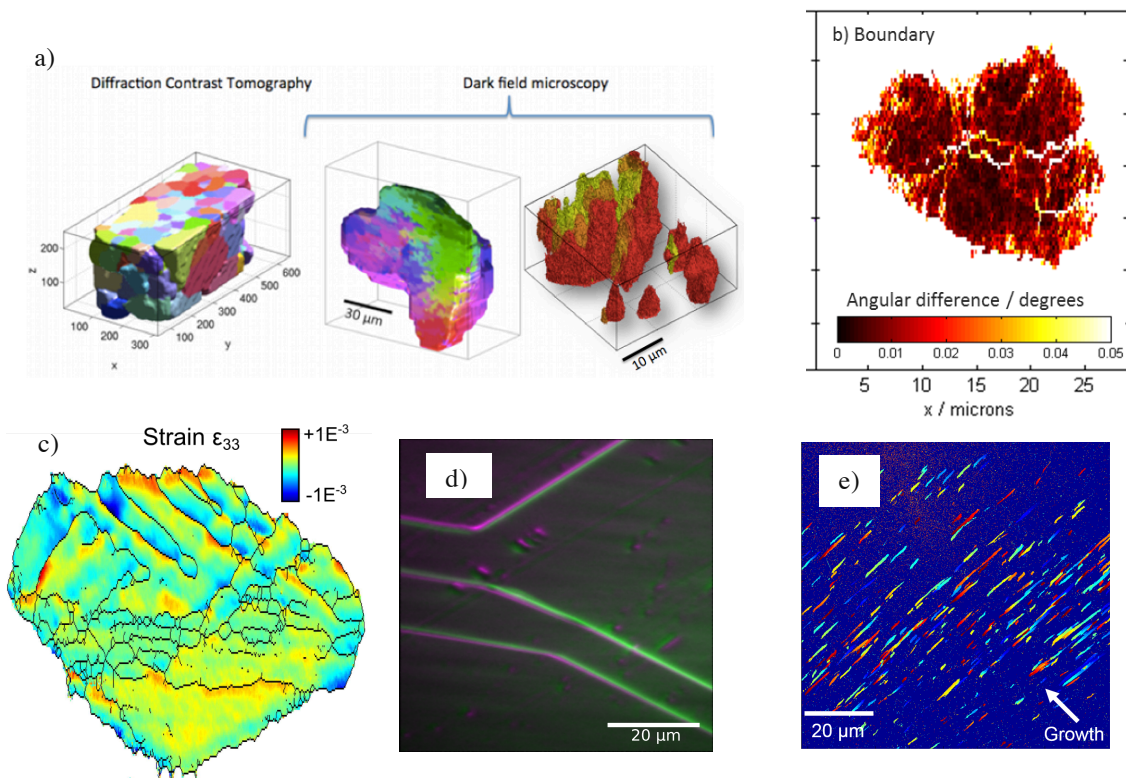 a)
Diffraction Contrast Tomography
Dark field microscopy
z
200
100
100
200
300
x
100
200
300
400
500
600
y
30 μm
10 μm
b) Boundary
Angular difference / degrees
0 0.01 0.02 0.03 0.04 0.05
5 10 15 20 25
x / microns
c)
Strain ε33
+1E-3
-1E-3
d)
20 μm
e)
20 μm
Growth